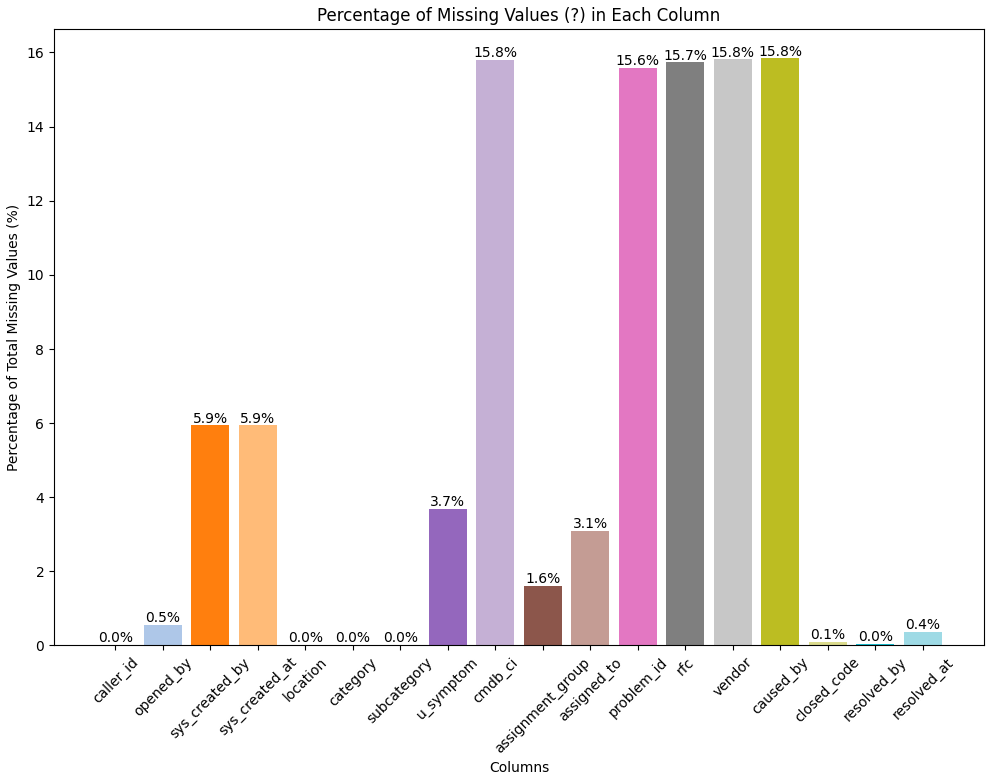 Percentage of Missing Values (?) in Each Column
Percentage of Total Missing Values (%)
16
14
12
10
8
6
4
2
0
0.0%
0.5%
5.9%
5.9%
0.0%
0.0%
0.0%
3.7%
15.8%
1.6%
3.1%
15.6%
15.7%
15.8%
15.8%
0.1%
0.0%
0.4%
caller_id
opened_by
sys_created_by
sys_created_at
location
category
subcategory
u_symptom
cmdb_ci
assignment_group
assigned_to
problem_id
rfc
vendor
caused_by
closed_code
resolved_by
resolved_at
Columns